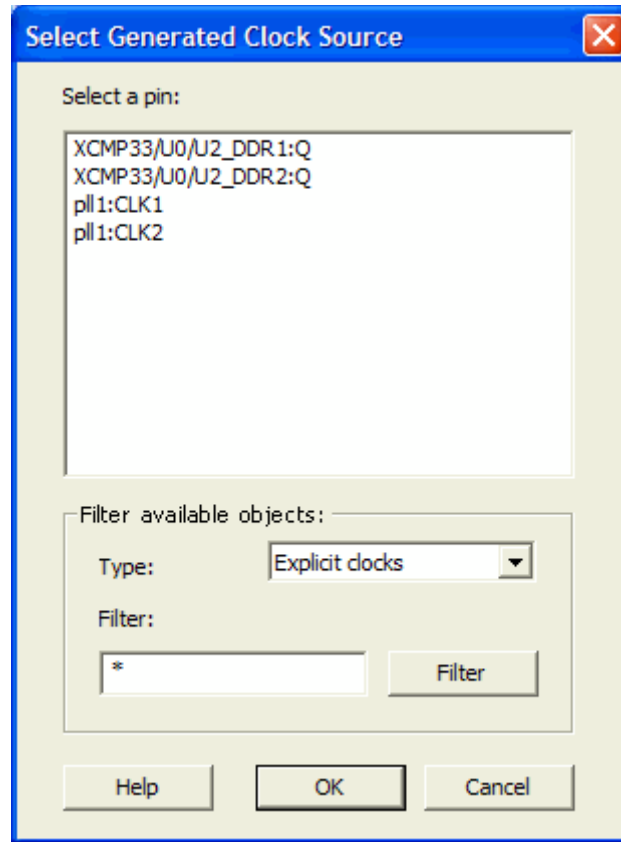 Select Generated Clock Source
Select a pin:
XCMP33/U0/U2_DDR1:Q
XCMP33/U0/U2_DDR2:Q
pll1:CLK1
pll1:CLK2
Filter available objects:
Type: Explicit clocks
Filter:
* Filter
Help OK Cancel